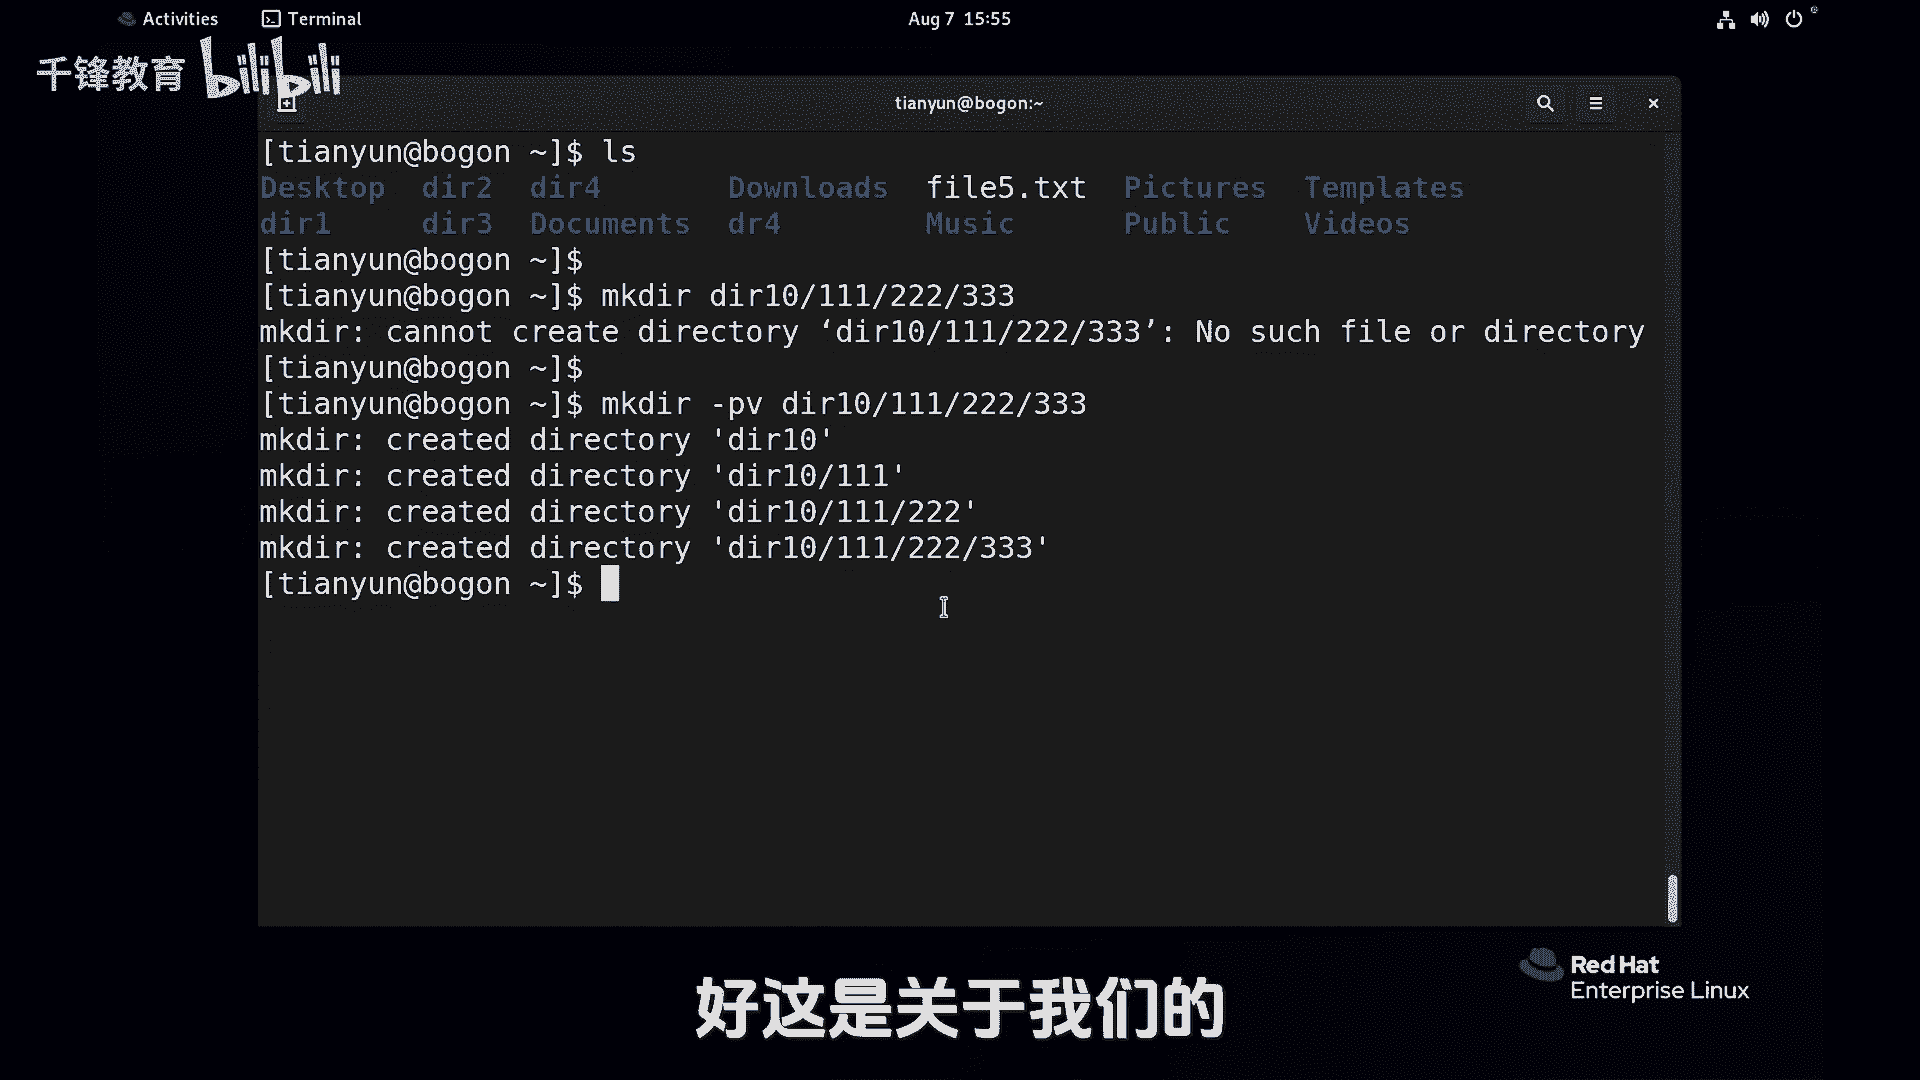 Activities Terminal Aug 7 15:55
千锋教育 bilibili
tianyun@bogon:~
[tianyun@bogon ~]$ ls
Desktop dir2 dir4 Downloads file5.txt Pictures Templates
dir1 dir3 Documents dr4 Music Public Videos
[tianyun@bogon ~]$
[tianyun@bogon ~]$ mkdir dir10/111/222/333
mkdir: cannot create directory ‘dir10/111/222/333’: No such file or directory
[tianyun@bogon ~]$
[tianyun@bogon ~]$ mkdir -pv dir10/111/222/333
mkdir: created directory 'dir10'
mkdir: created directory 'dir10/111'
mkdir: created directory 'dir10/111/222'
mkdir: created directory 'dir10/111/222/333'
[tianyun@bogon ~]$
Red Hat
Enterprise Linux
好这是关于我们的